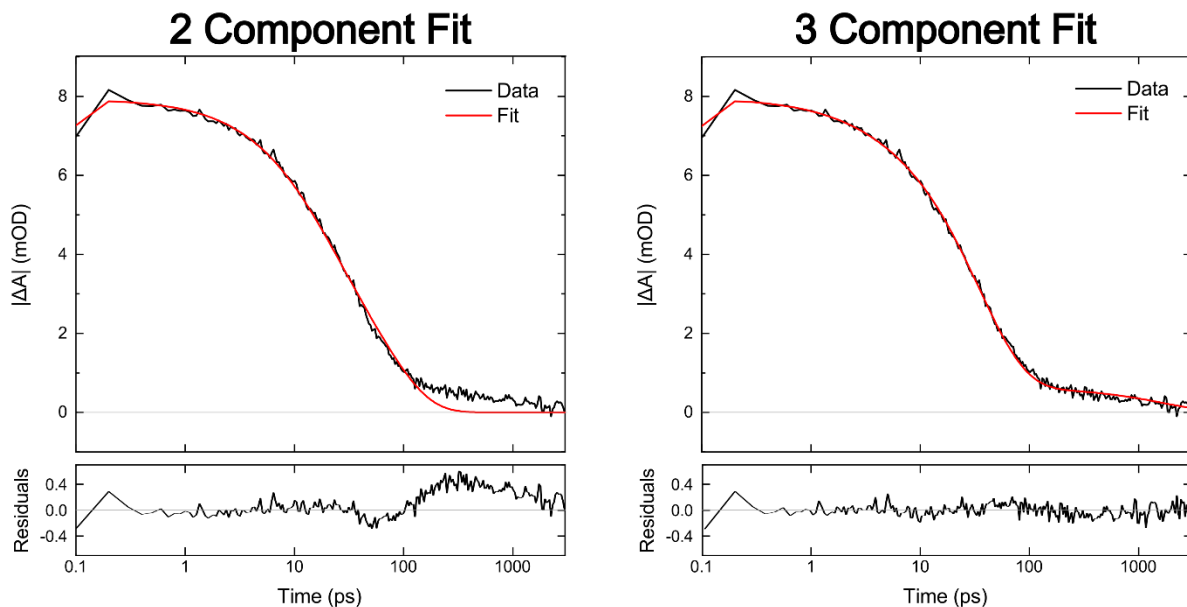 2 Component Fit
8
6
4
2
0
|ΔA| (mOD)
Data
Fit
0.4
0.0
-0.4
Residuals
0.1
1
10
100
1000
Time (ps)
3 Component Fit
8
6
4
2
0
|ΔA| (mOD)
Data
Fit
0.4
0.0
-0.4
Residuals
0.1
1
10
100
1000
Time (ps)